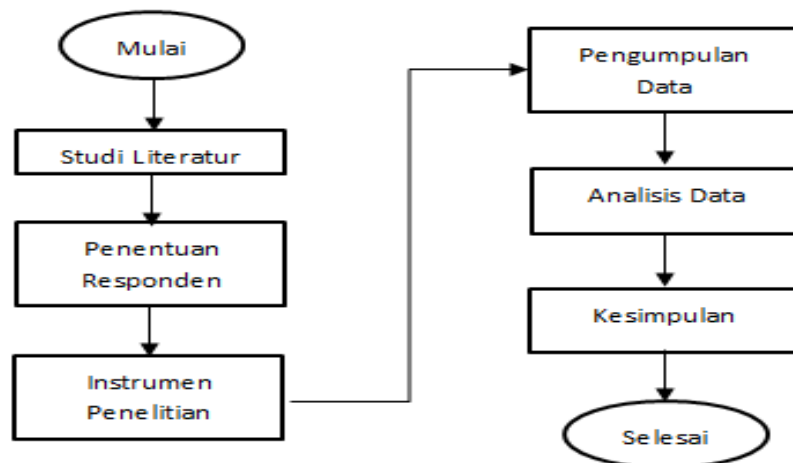 Mulai
Studi Literatur
Penentuan
Responden
Instrumen
Penelitian
Pengumpulan
Data
Analisis Data
Kesimpulan
Selesai